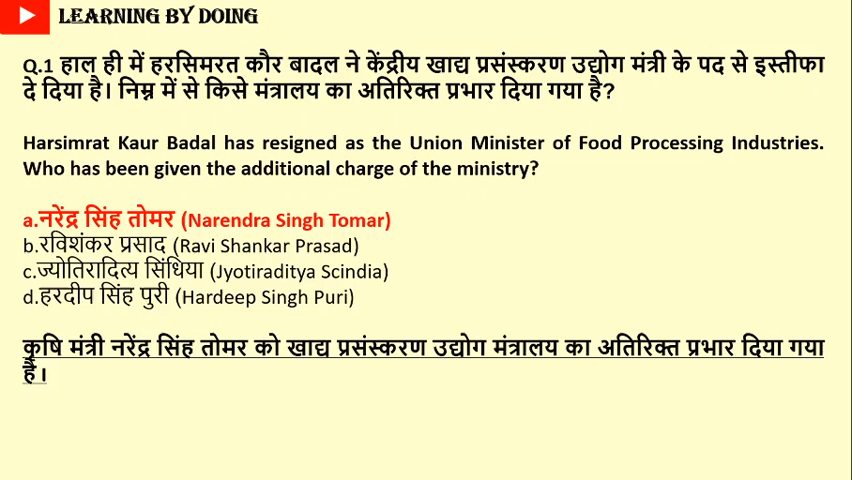 LEARNING BY DOING
Q.1 हाल ही में हरसिमरत कौर बादल ने केंद्रीय खाद्य प्रसंस्करण उद्योग मंत्री के पद से इस्तीफा
दे दिया है। निम्न में से किसे मंत्रालय का अतिरिक्त प्रभार दिया गया है?
Harsimrat Kaur Badal has resigned as the Union Minister of Food Processing Industries.
Who has been given the additional charge of the ministry?
a.नरेंद्र सिंह तोमर (Narendra Singh Tomar)
b.रविशंकर प्रसाद (Ravi Shankar Prasad)
c.ज्योतिरादित्य सिंधिया (Jyotiraditya Scindia)
d.हरदीप सिंह पुरी (Hardeep Singh Puri)
कृषि मंत्री नरेंद्र सिंह तोमर को खाद्य प्रसंस्करण उद्योग मंत्रालय का अतिरिक्त प्रभार दिया गया
है।